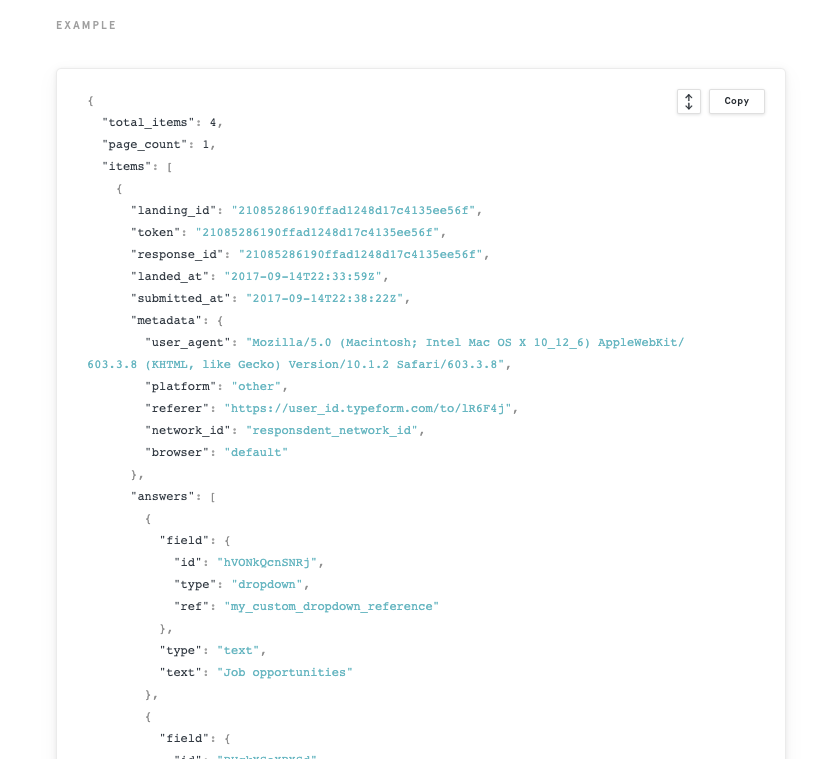 EXAMPLE
Copy
{
"total_items": 4,
"page_count": 1,
"items": [
{
"landing_id": "21085286190ffad1248d17c4135ee56f",
"token": "21085286190ffad1248d17c4135ee56f",
"response_id": "21085286190ffad1248d17c4135ee56f",
"landed_at": "2017-09-14T22:33:59Z",
"submitted_at": "2017-09-14T22:38:22Z",
"metadata": {
"user_agent": "Mozilla/5.0 (Macintosh; Intel Mac OS X 10_12_6) AppleWebKit/
603.3.8 (KHTML, like Gecko) Version/10.1.2 Safari/603.3.8",
"platform": "other",
"referer": "https://user_id.typeform.com/to/lR6F4j",
"network_id": "responsdent_network_id",
"browser": "default"
},
"answers": [
{
"field": {
"id": "hVONkQcnSNRj",
"type": "dropdown",
"ref": "my_custom_dropdown_reference"
},
"type": "text",
"text": "Job opportunities"
},
{
"field": {